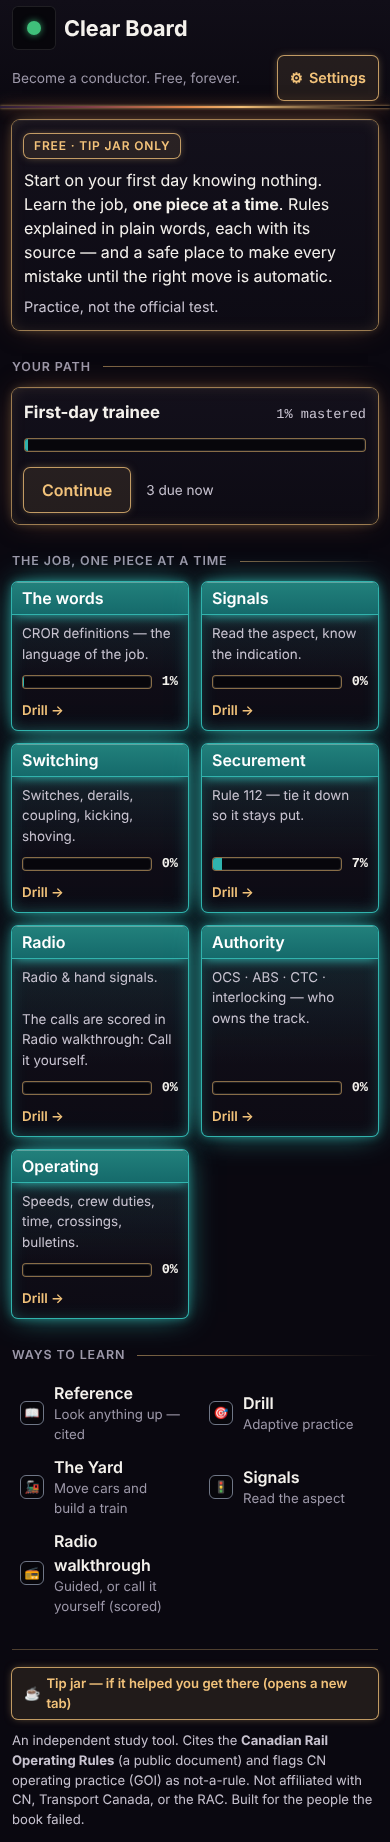 Clear Board
Become a conductor. Free, forever.
⚙ Settings
FREE · TIP JAR ONLY
Start on your first day knowing nothing.
Learn the job, one piece at a time. Rules
explained in plain words, each with its
source — and a safe place to make every
mistake until the right move is automatic.
Practice, not the official test.
YOUR PATH
First-day trainee
1% mastered
Continue
3 due now
THE JOB, ONE PIECE AT A TIME
The words
CROR definitions — the
language of the job.
1%
Drill →
Signals
Read the aspect, know
the indication.
0%
Drill →
Switching
Switches, derails,
coupling, kicking,
shoving.
0%
Drill →
Securement
Rule 112 — tie it down
so it stays put.
7%
Drill →
Radio
Radio & hand signals.
The calls are scored in
Radio walkthrough: Call
it yourself.
0%
Drill →
Authority
OCS · ABS · CTC ·
interlocking — who
owns the track.
0%
Drill →
Operating
Speeds, crew duties,
time, crossings,
bulletins.
0%
Drill →
WAYS TO LEARN
Reference
Look anything up —
cited
Drill
Adaptive practice
The Yard
Move cars and
build a train
Signals
Read the aspect
Radio
walkthrough
Guided, or call it
yourself (scored)
Tip jar — if it helped you get there (opens a new
tab)
An independent study tool. Cites the Canadian Rail
Operating Rules (a public document) and flags CN
operating practice (GOI) as not-a-rule. Not affiliated with
CN, Transport Canada, or the RAC. Built for the people the
book failed.